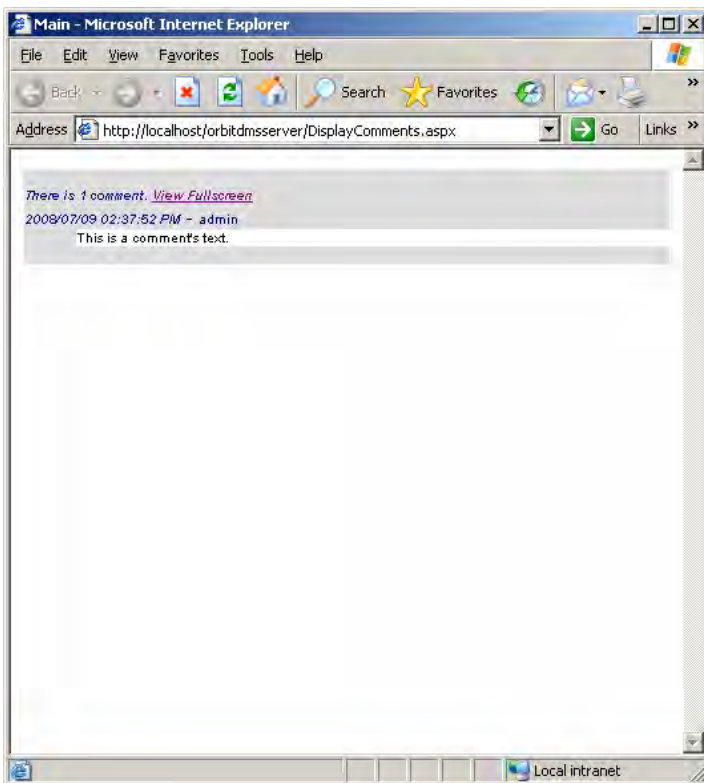 Main - Microsoft Internet Explorer
File Edit View Favorites Tools Help
Back Search Favorites »
Address http://localhost/orbitdmsserver/DisplayComments.aspx Go Links »
There is 1 comment. View Fullscreen
2008/07/09 02:37:52 PM - admin
This is a comment's text.
Local intranet